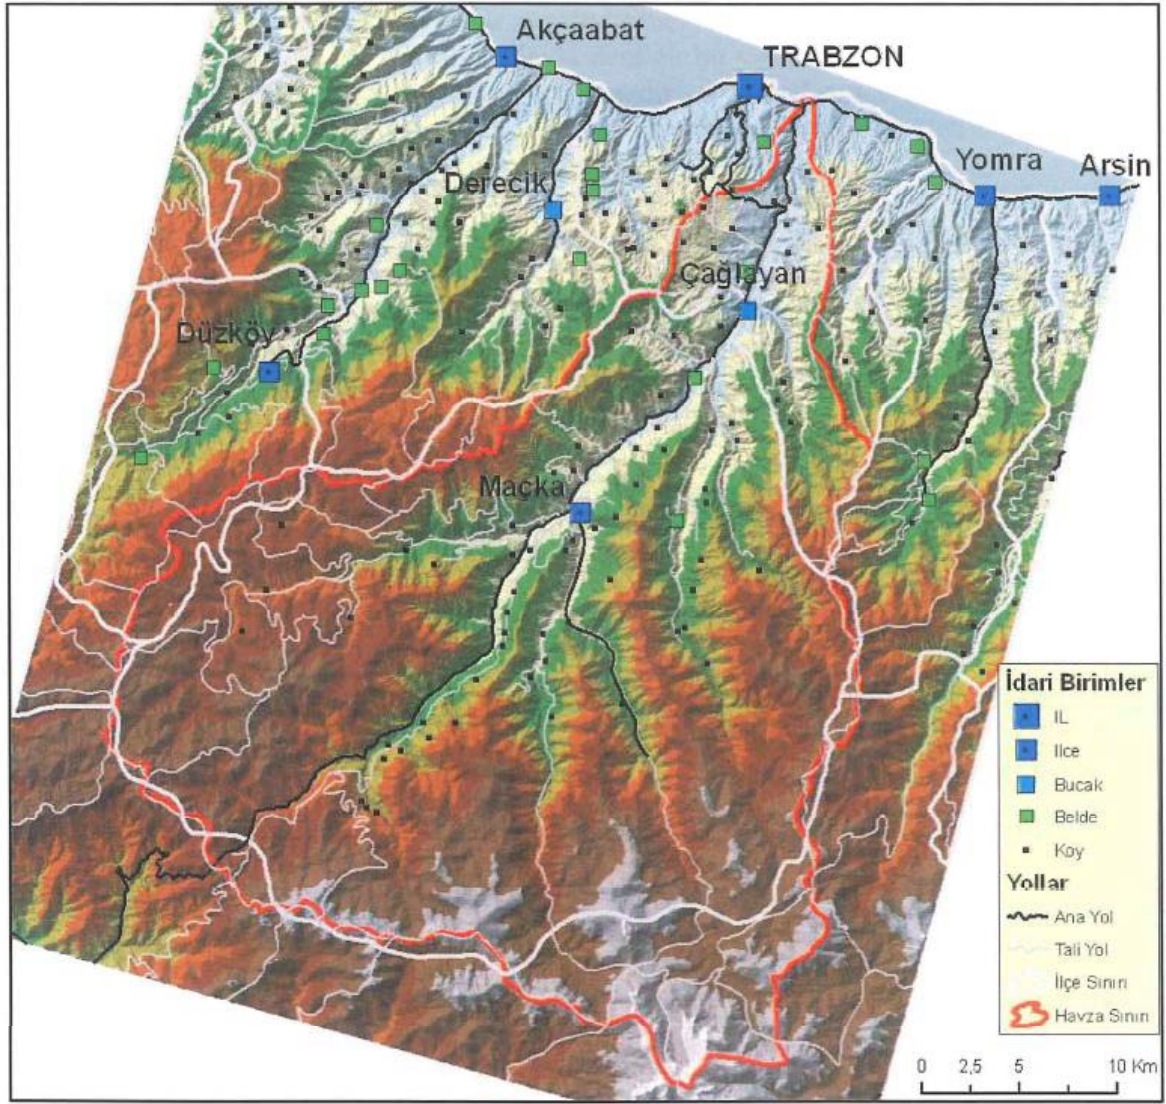 Akçaabat
TRABZON
Yomra
Arsin
Derecik
Çağlayan
Düzköy
Maçka
İdari Birimler
IL
Ilce
Bucak
Belde
Koy
Yollar
Ana Yol
Tali Yol
İlçe Sınırı
Havza Sınırı
0 2,5 5 10 Km